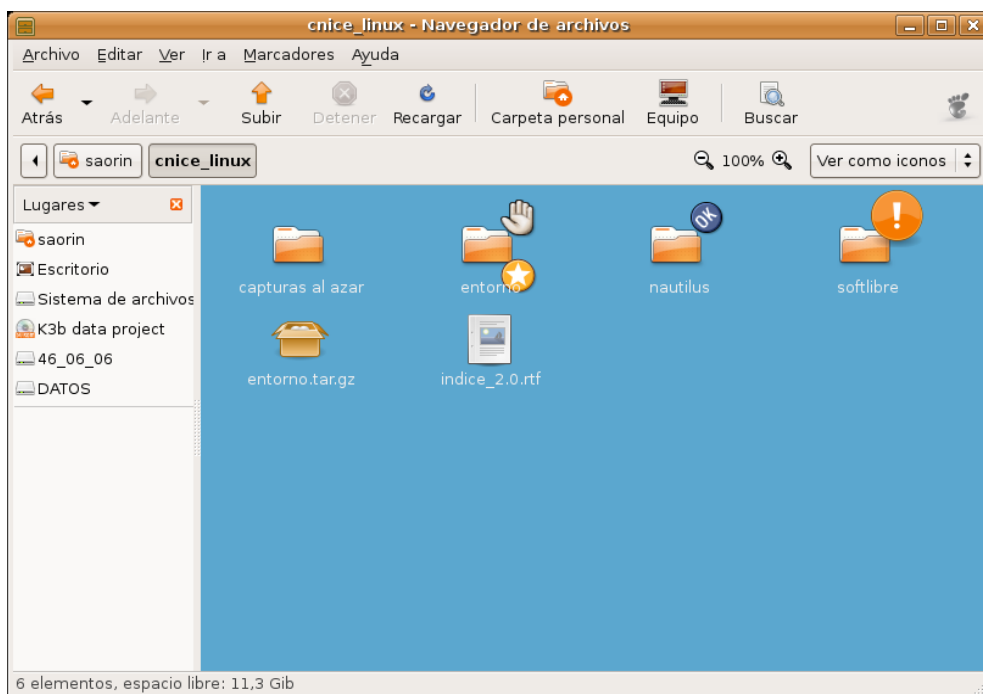 cnice_linux - Navegador de archivos
Archivo Editar Ver Ir a Marcadores Ayuda
Atrás Adelante Subir Detener Recargar Carpeta personal Equipo Buscar
saorin cnice_linux 100% Ver como iconos
Lugares
saorin
Escritorio
Sistema de archivos
K3b data project
46_06_06
DATOS
OK
!
capturas al azar entorno nautilus softlibre
entorno.tar.gz indice_2.0.rtf
6 elementos, espacio libre: 11,3 Gib